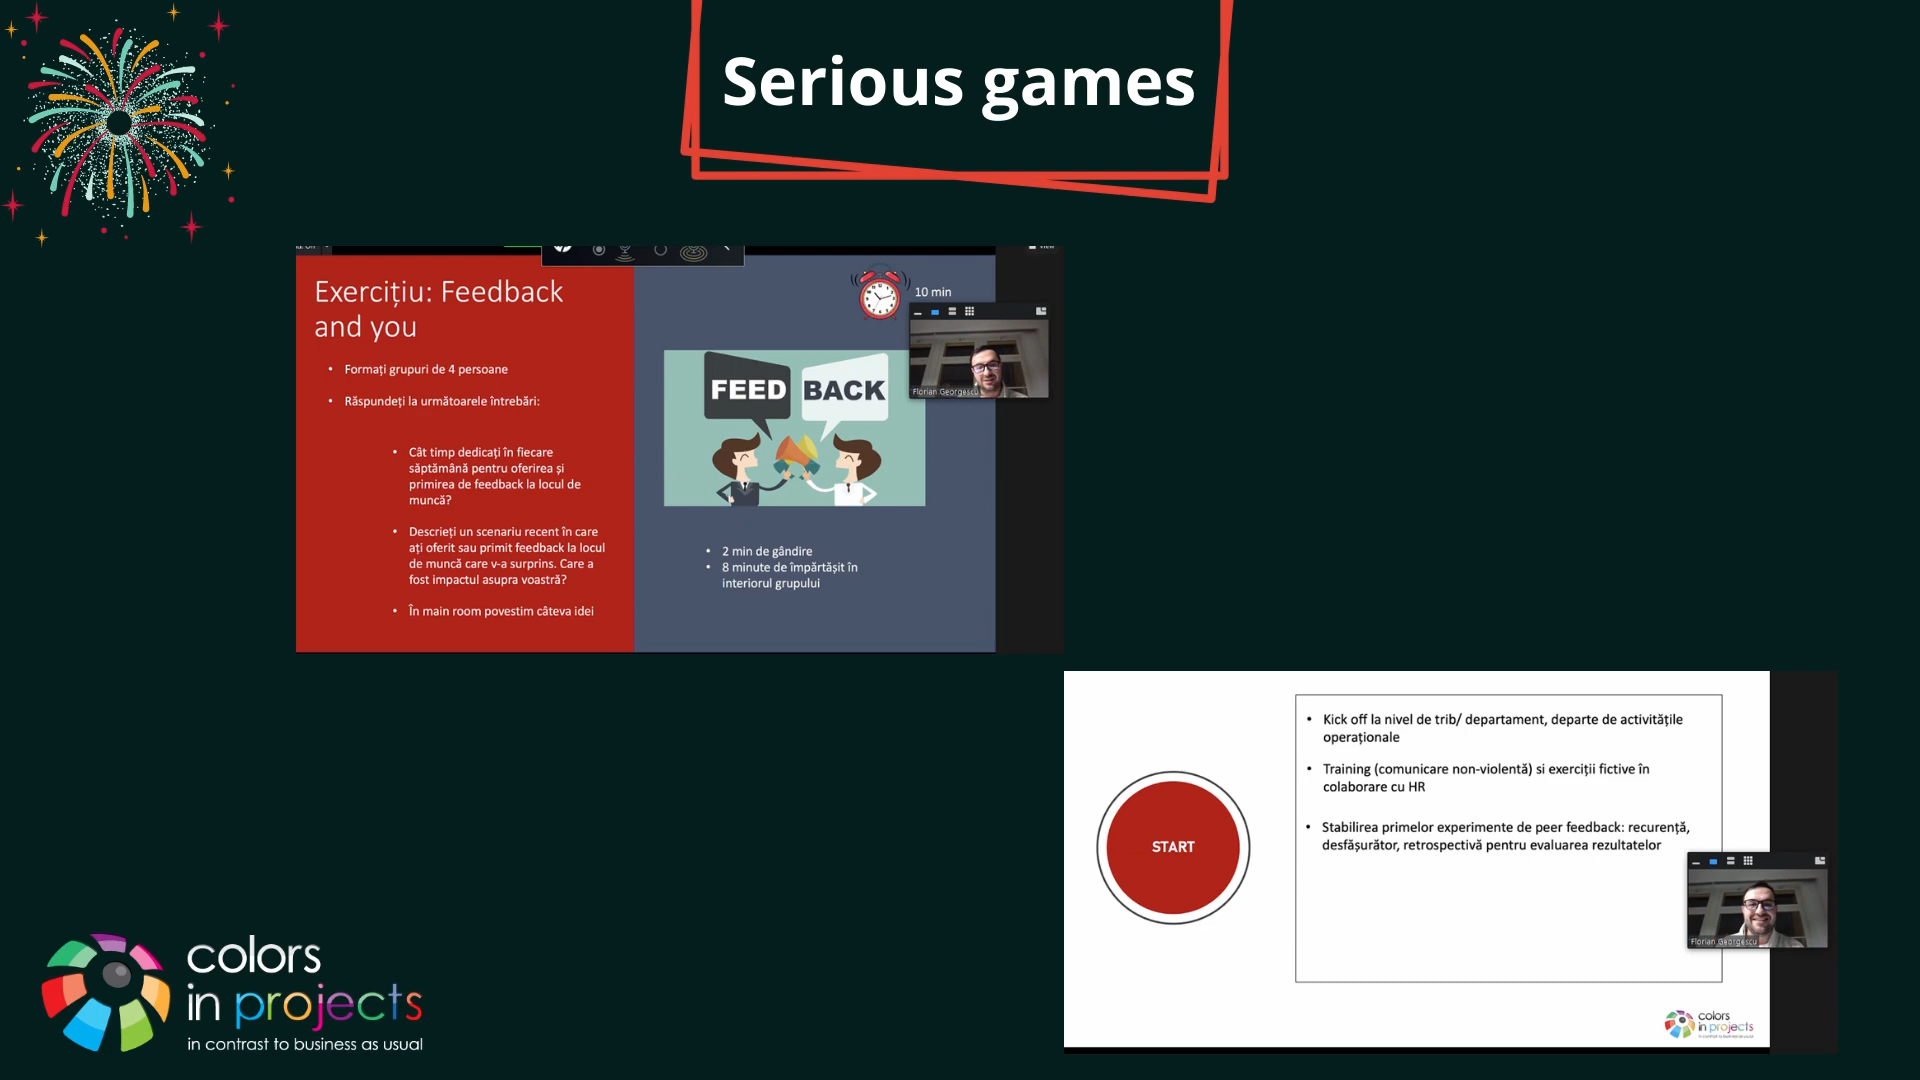 Serious games
Exercițiu: Feedback
and you
• Formați grupuri de 4 persoane
• Răspundeți la următoarele întrebări:
• Cât timp dedicați în fiecare
săptămână pentru oferirea și
primirea de feedback la locul de
muncă?
• Descrieți un scenariu recent în care
ați oferit sau primit feedback la locul
de muncă care v-a surprins. Care a
fost impactul asupra voastră?
• În main room povestim câteva idei
10 min
Florian Georgescu
FEED BACK
• 2 min de gândire
• 8 minute de împărtășit în
interiorul grupului
START
• Kick off la nivel de trib/ departament, departe de activitățile
operaționale
• Training (comunicare non-violentă) si exerciții fictive în
colaborare cu HR
• Stabilirea primelor experimente de peer feedback: recurență,
desfășurător, retrospectivă pentru evaluarea rezultatelor
Florian Georgescu
colors
in projects
colors
in projects
in contrast to business as usual